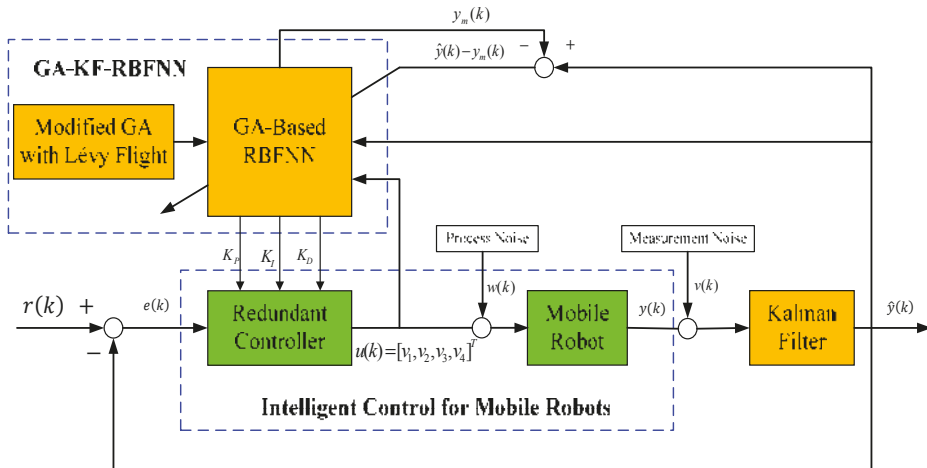 y_m(k)
− +
ŷ(k)−y_m(k)
GA-KF-RBFNN
Modified GA
with Lévy Flight
GA-Based
RBFNN
K_P K_I K_D
Process Noise
Measurement Noise
w(k)
v(k)
r(k) +
−
e(k)
Redundant
Controller
u(k)=[v_1,v_2,v_3,v_4]^T
Mobile
Robot
y(k)
Kalman
Filter
ŷ(k)
Intelligent Control for Mobile Robots